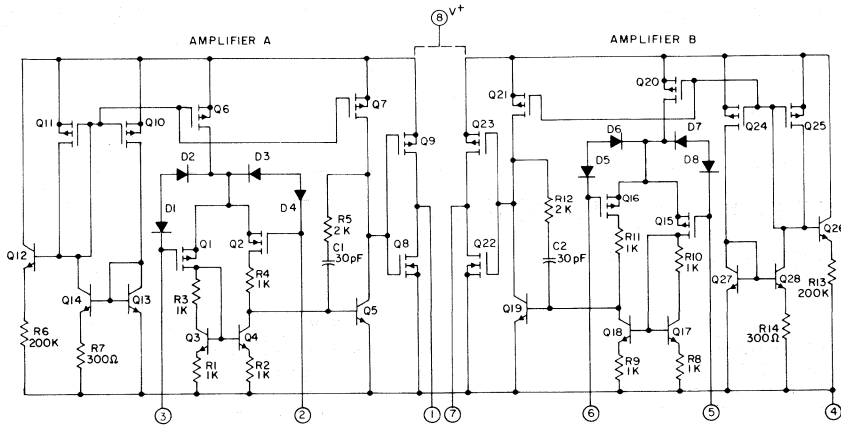 8 V+
AMPLIFIER A
AMPLIFIER B
Q11
Q10
Q6
Q7
Q9
Q21
Q23
Q20
Q24
Q25
D2
D3
D6
D7
D5
D8
D1
D4
Q16
R5
2K
R12
2K
Q12
Q1
Q2
Q8
Q22
Q15
Q26
C1
30pF
C2
30pF
R11
1K
R10
1K
R4
1K
R3
1K
R13
200K
Q14
Q13
Q5
Q19
Q27
Q28
R6
200K
R7
300Ω
Q3
Q4
Q18
Q17
R14
300Ω
R1
1K
R2
1K
R9
1K
R8
1K
3
2
1
7
6
5
4